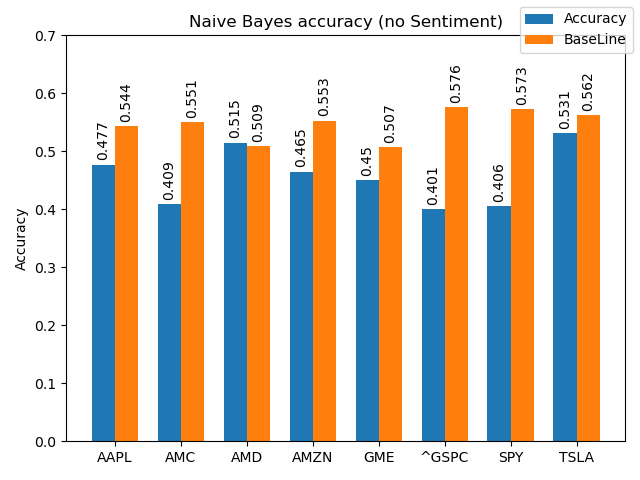 Naive Bayes accuracy (no Sentiment)
Accuracy
BaseLine
0.7
0.6
0.5
0.4
0.3
0.2
0.1
0.0
Accuracy
0.477
0.544
0.409
0.551
0.515
0.509
0.465
0.553
0.45
0.507
0.401
0.576
0.406
0.573
0.531
0.562
AAPL
AMC
AMD
AMZN
GME
^GSPC
SPY
TSLA